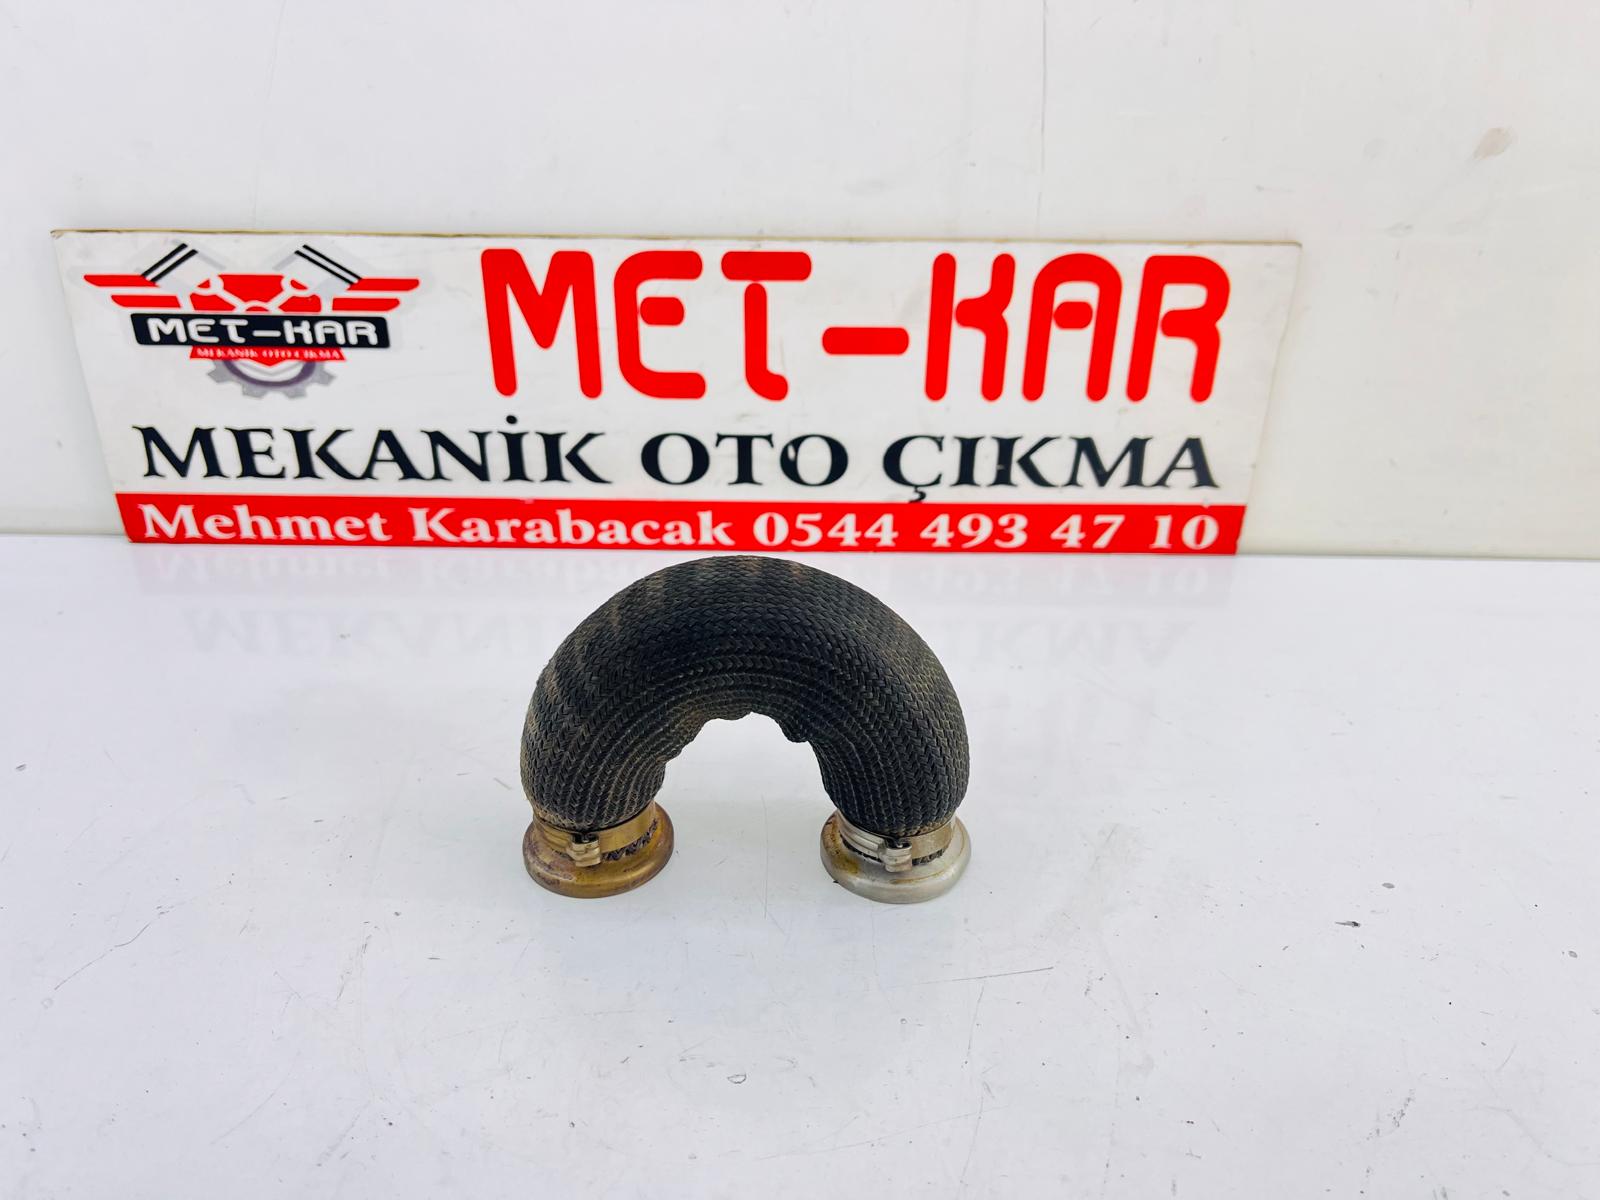 MET-KAR
MEKANİK OTO ÇIKMA
MET-KAR
MEKANİK OTO ÇIKMA
Mehmet Karabacak 0544 493 47 10